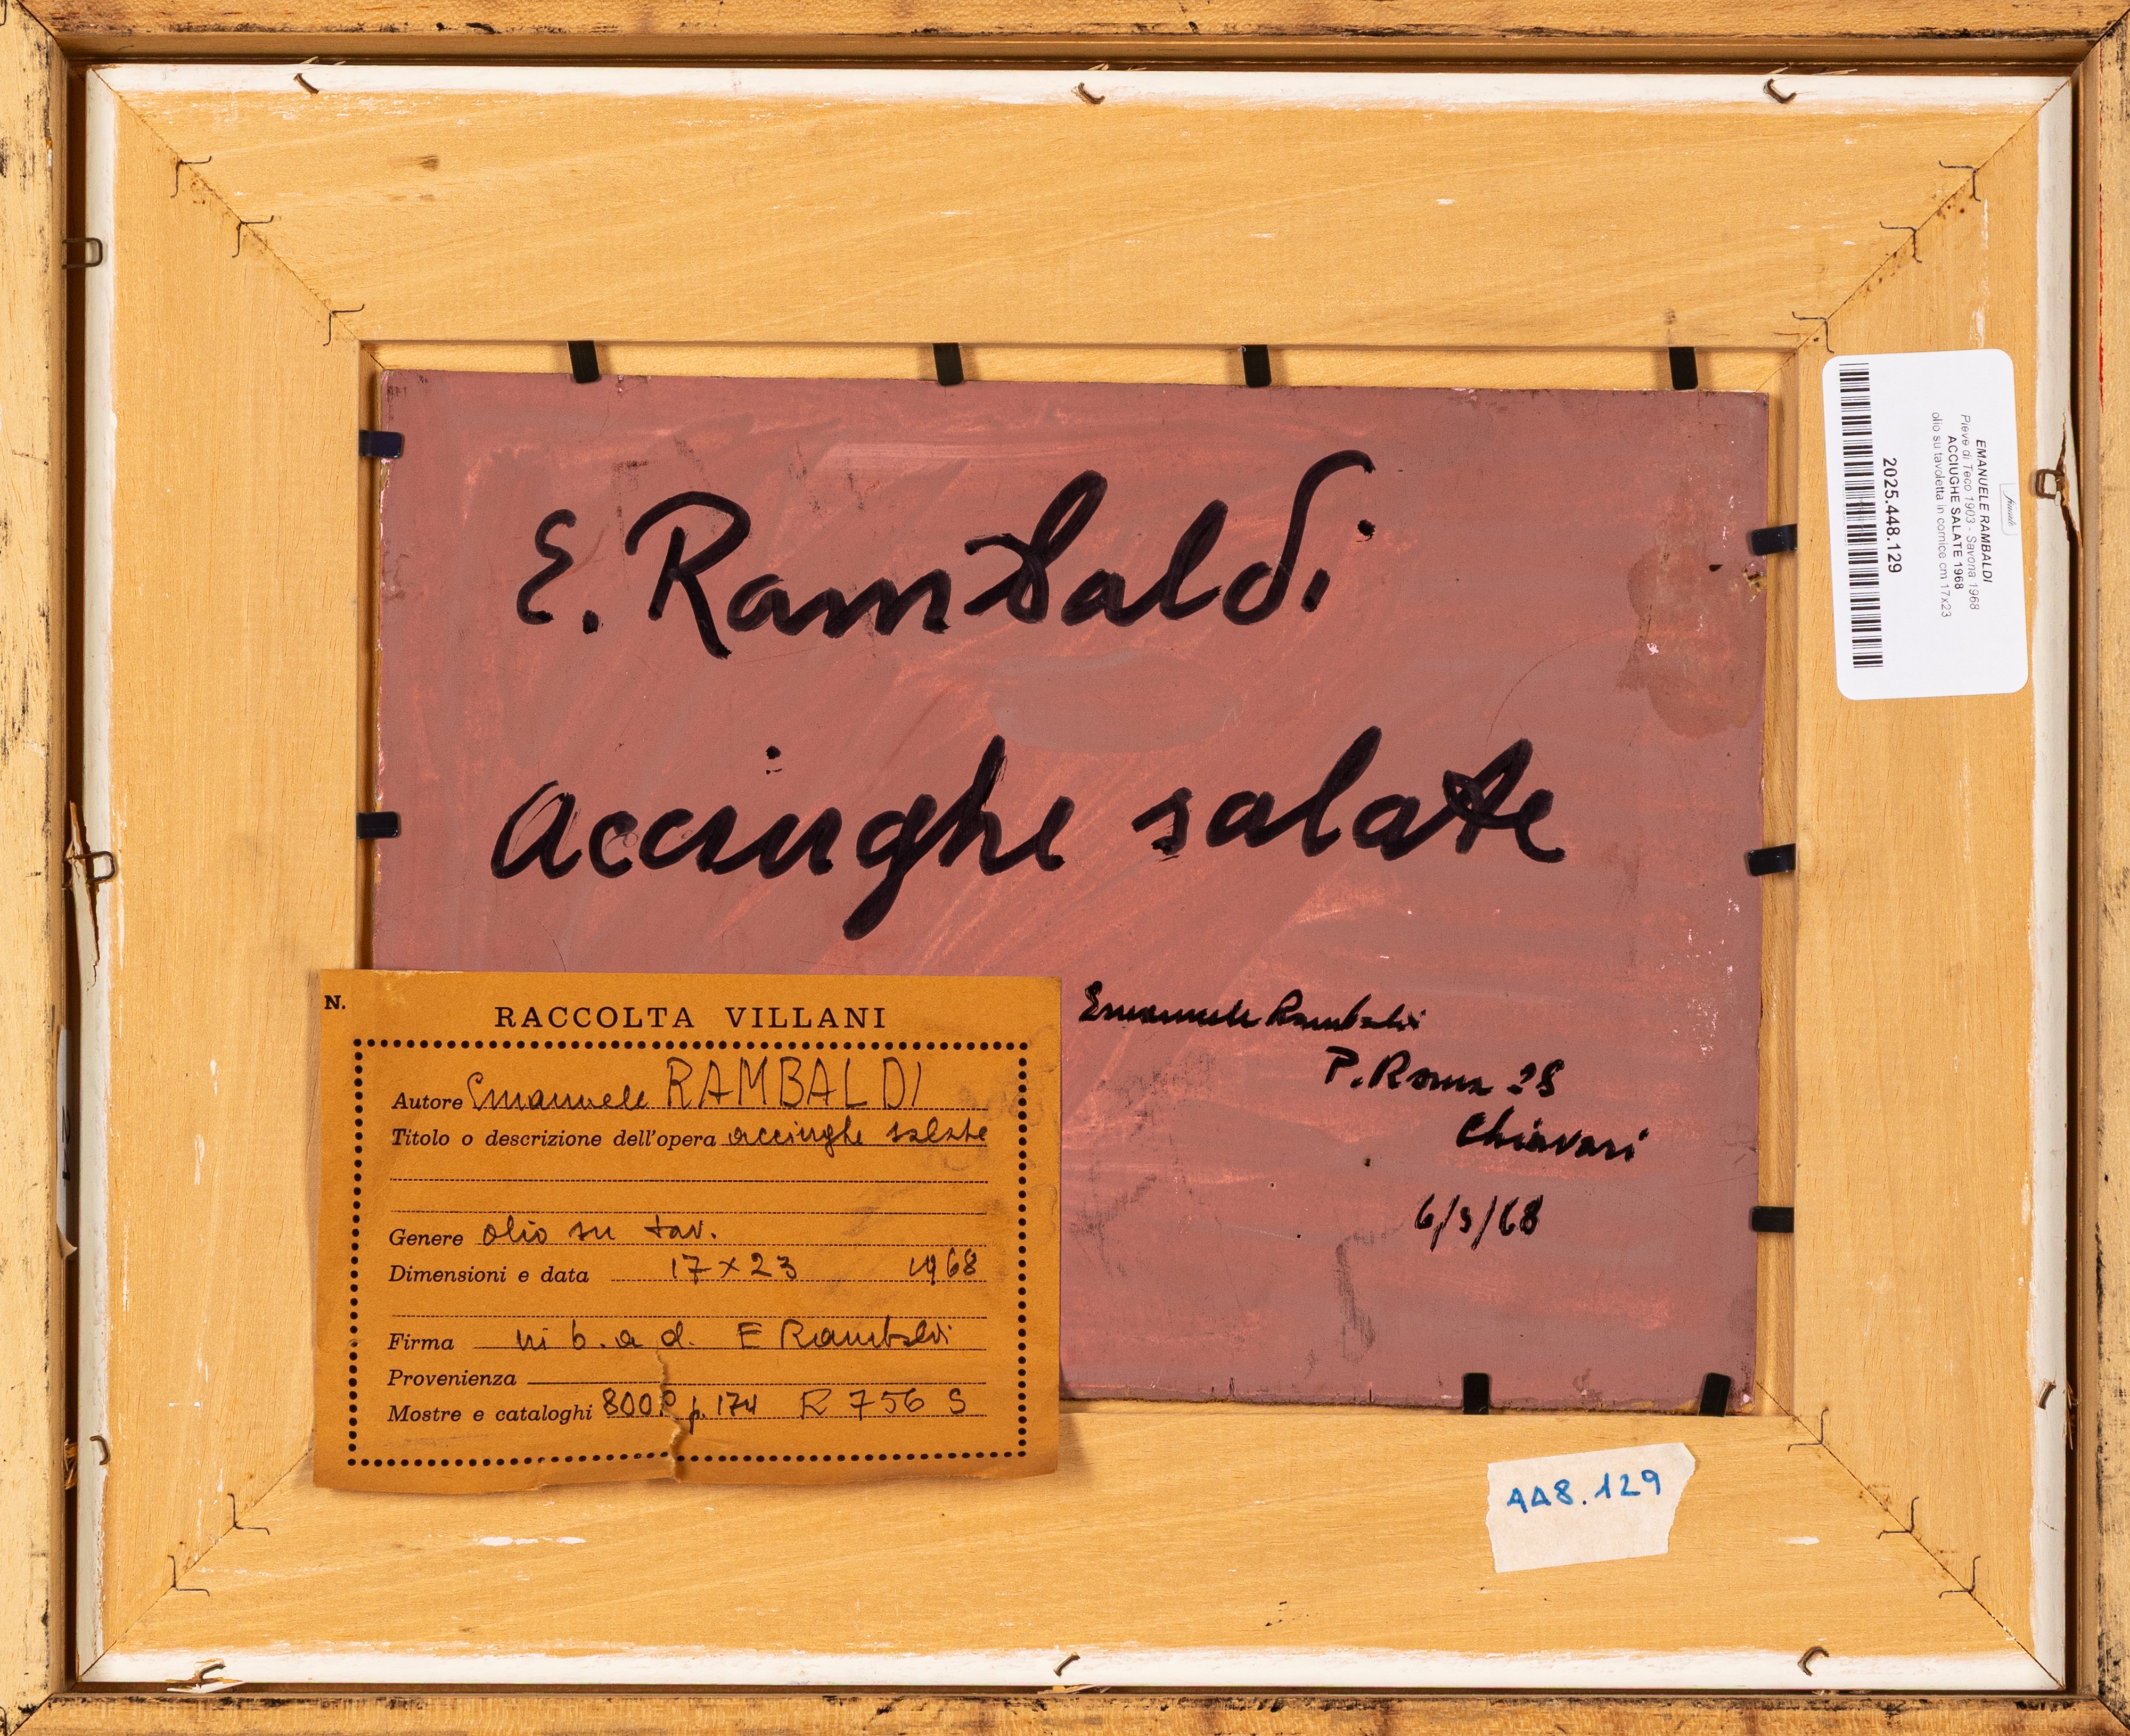 E. Rambaldi
acciughe salate
Emanuele Rambaldi
P. Roma 28
Chiavari
6/3/68
N.
RACCOLTA VILLANI
Autore Emanuele RAMBALDI
Titolo o descrizione dell'opera acciughe salate
Genere olio su tav.
Dimensioni e data 17x23 1968
Firma in b. a d. E Rambaldi
Provenienza
Mostre e cataloghi p. 174 R 756 S
EMANUELE RAMBALDI
Pieve di Teco 1903 - Savona 1968
ACCIUGHE SALATE 1968
olio su tavoletta in cornice cm 17x23
2025.448.129
448.129